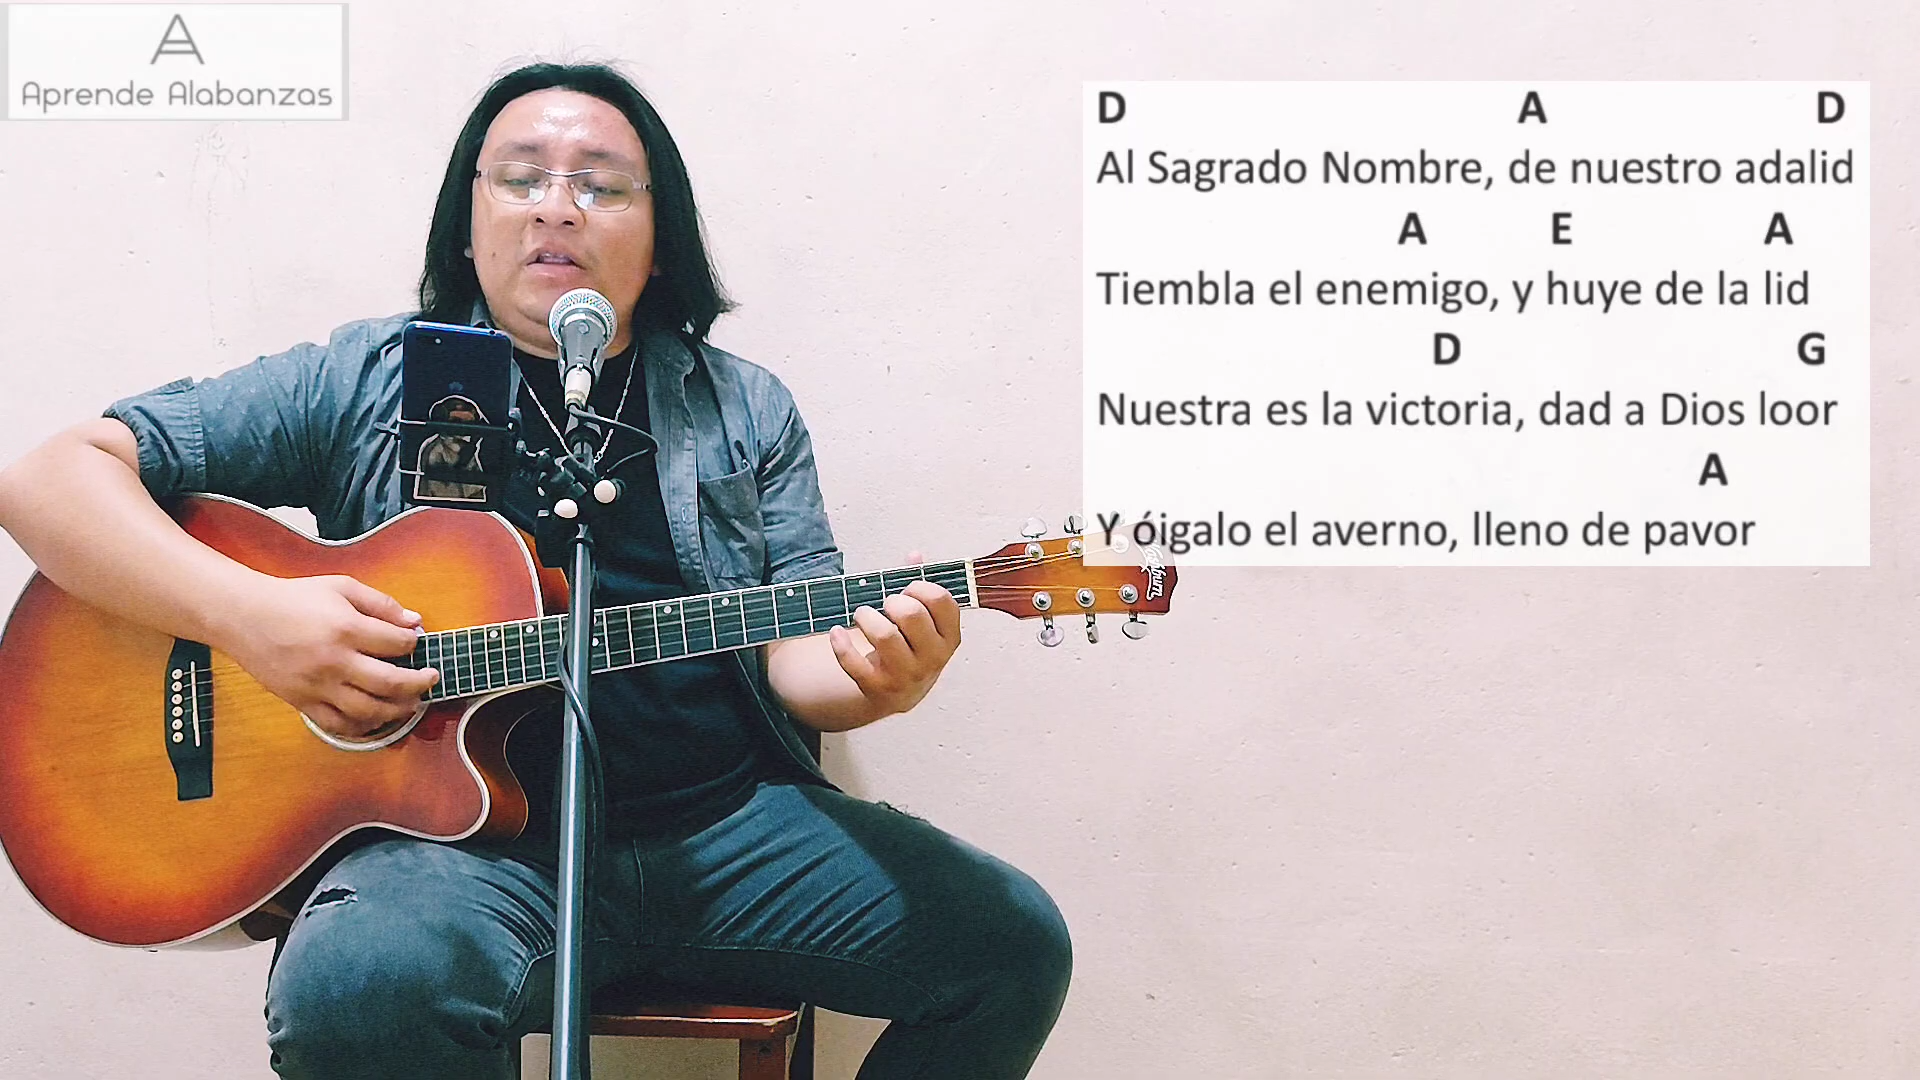 A
Aprende Alabanzas
D A D
Al Sagrado Nombre, de nuestro adalid
A E A
Tiembla el enemigo, y huye de la lid
D G
Nuestra es la victoria, dad a Dios loor
A
Y óigalo el averno, lleno de pavor
Washburn